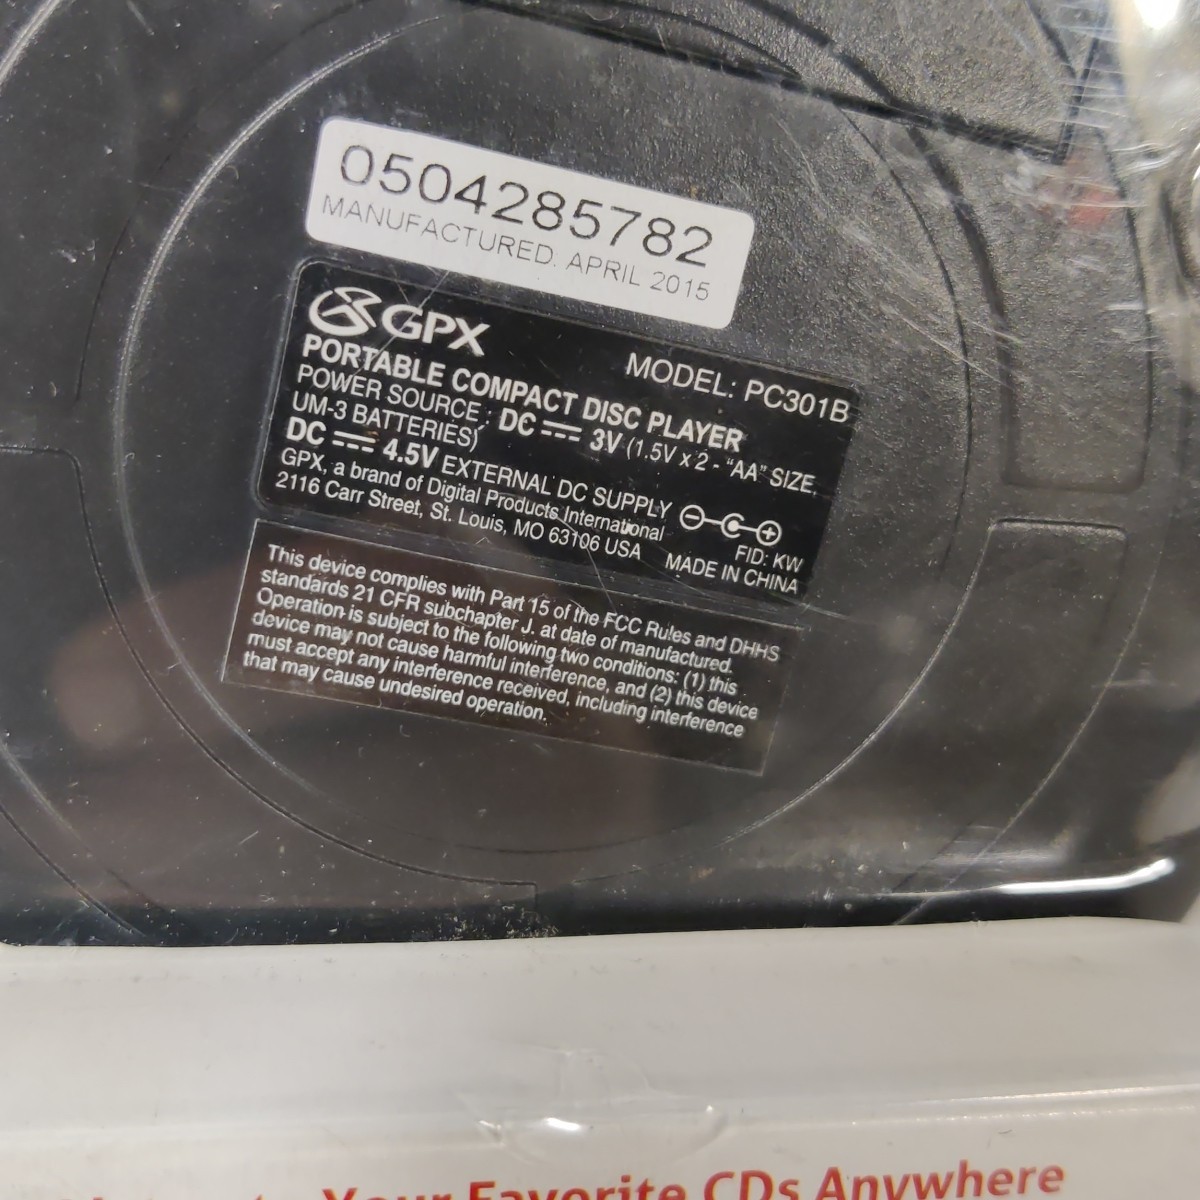 0504285782
MANUFACTURED. APRIL 2015
GPX
MODEL: PC301B
PORTABLE COMPACT DISC PLAYER
POWER SOURCE : DC 3V (1.5V x 2 - "AA" SIZE,
UM-3 BATTERIES)
DC 4.5V EXTERNAL DC SUPPLY
GPX, a brand of Digital Products International
FID: KW
2116 Carr Street, St. Louis, MO 63106 USA
MADE IN CHINA
This device complies with Part 15 of the FCC Rules and DHHS
standards 21 CFR subchapter J, at date of manufactured.
Operation is subject to the following two conditions: (1) this
device may not cause harmful interference, and (2) this device
must accept any interference received, including interference
that may cause undesired operation.
Your Favorite CDs Anywhere